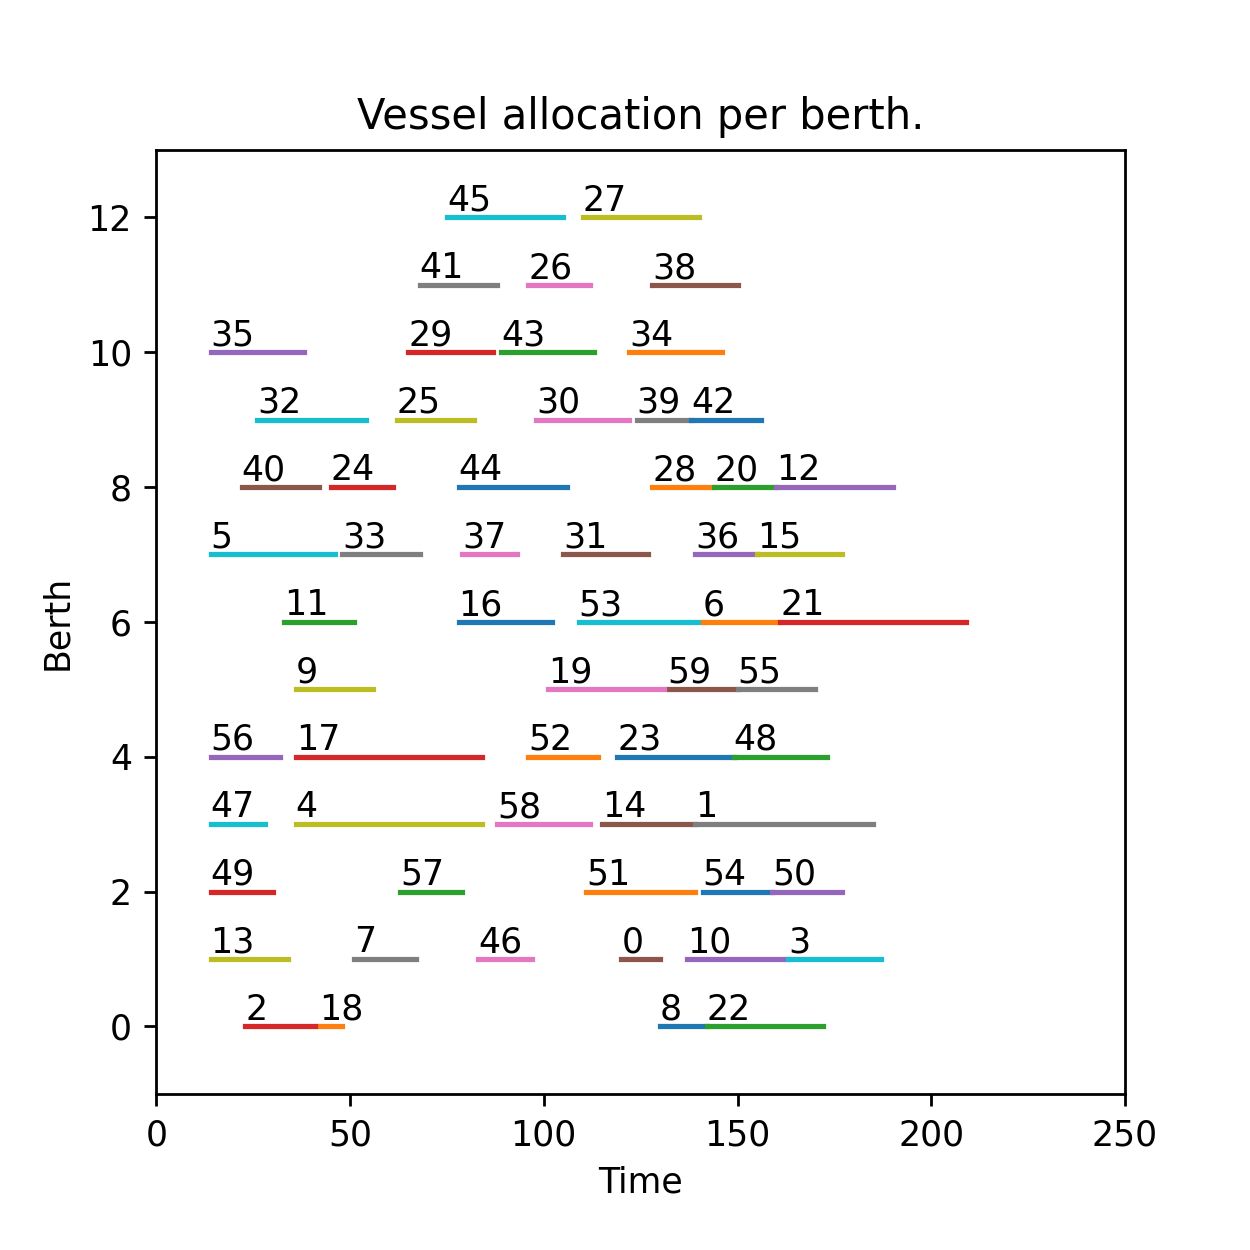 Vessel allocation per berth.
12 45 27
41 26 38
10 35 29 43 34
32 25 30 39 42
8 40 24 44 28 20 12
5 33 37 31 36 15
6 11 16 53 6 21
9 19 59 55
4 56 17 52 23 48
47 4 58 14 1
2 49 57 51 54 50
13 7 46 0 10 3
0 2 18 8 22
Berth
0 50 100 150 200 250
Time